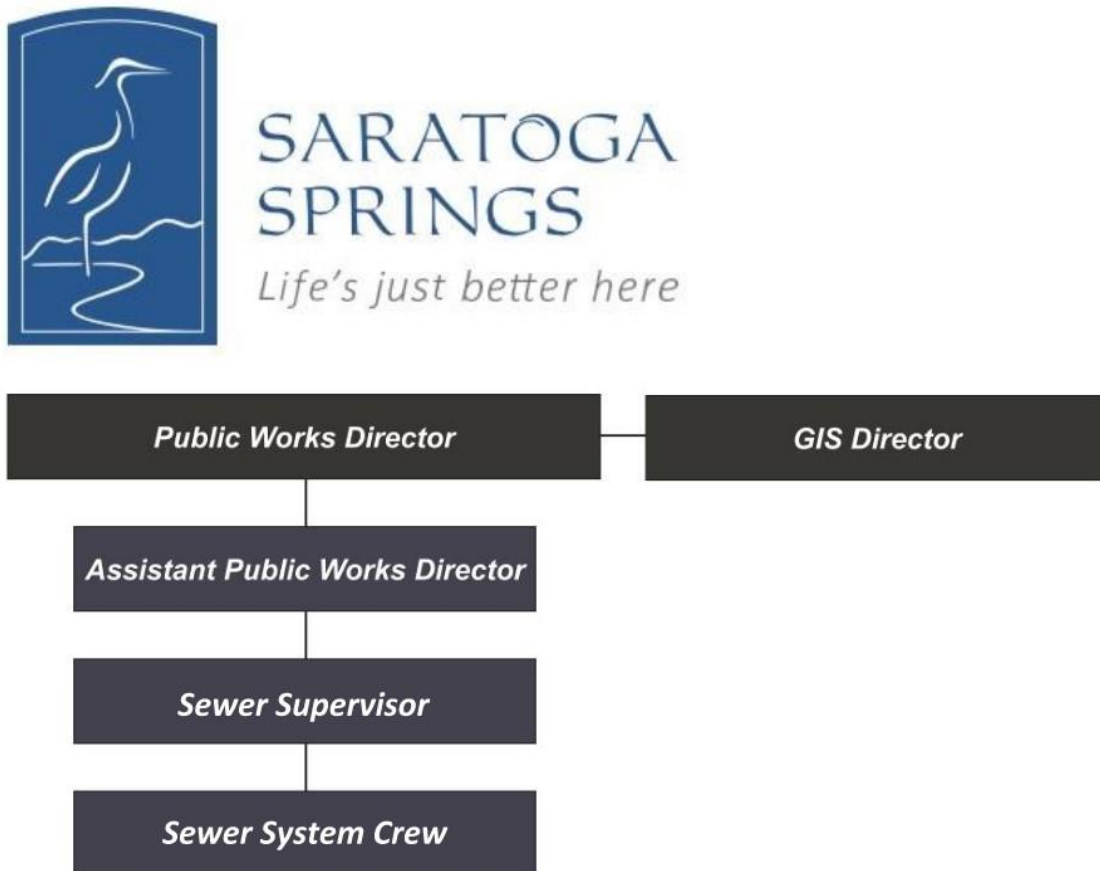 SARATOGA
SPRINGS
Life's just better here
Public Works Director
GIS Director
Assistant Public Works Director
Sewer Supervisor
Sewer System Crew